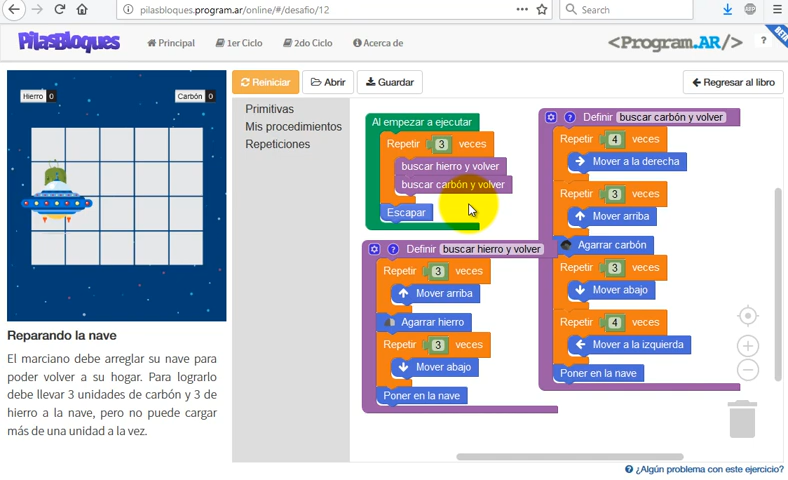 pilasbloques.program.ar/online/#/desafio/12
Search
ABP
PilasBloques
Principal
1er Ciclo
2do Ciclo
Acerca de
<Program.AR/>
?
BETA
Reiniciar
Abrir
Guardar
Regresar al libro
Hierro 0
Carbón 0
Reparando la nave
El marciano debe arreglar su nave para
poder volver a su hogar. Para lograrlo
debe llevar 3 unidades de carbón y 3 de
hierro a la nave, pero no puede cargar
más de una unidad a la vez.
Primitivas
Mis procedimientos
Repeticiones
Al empezar a ejecutar
Repetir 3 veces
buscar hierro y volver
buscar carbón y volver
Escapar
? Definir buscar hierro y volver
Repetir 3 veces
Mover arriba
Agarrar hierro
Repetir 3 veces
Mover abajo
Poner en la nave
? Definir buscar carbón y volver
Repetir 4 veces
Mover a la derecha
Repetir 3 veces
Mover arriba
Agarrar carbón
Repetir 3 veces
Mover abajo
Repetir 4 veces
Mover a la izquierda
Poner en la nave
? ¿Algún problema con este ejercicio?